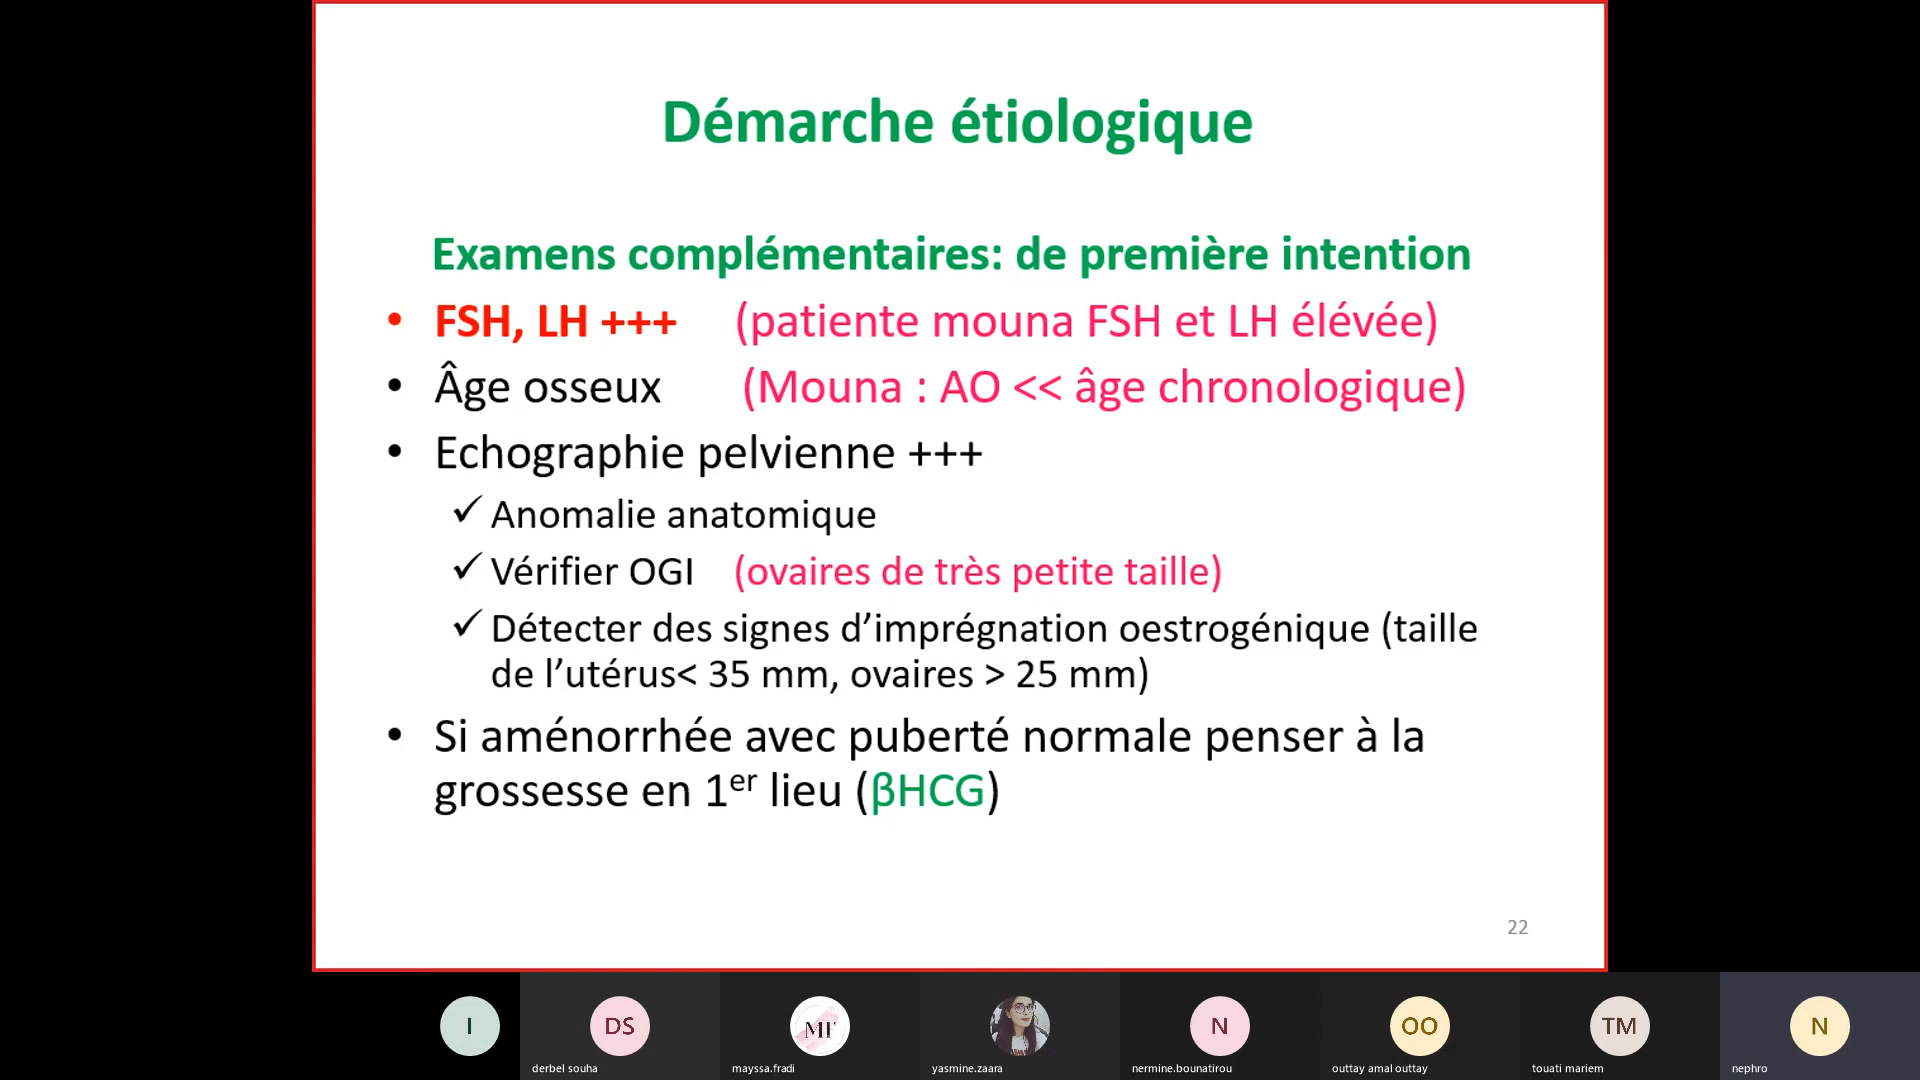 Démarche étiologique
Examens complémentaires: de première intention
• FSH, LH +++ (patiente mouna FSH et LH élévée)
• Âge osseux (Mouna : AO << âge chronologique)
• Echographie pelvienne +++
✓ Anomalie anatomique
✓ Vérifier OGI (ovaires de très petite taille)
✓ Détecter des signes d’imprégnation oestrogénique (taille
de l’utérus< 35 mm, ovaires > 25 mm)
• Si aménorrhée avec puberté normale penser à la
grossesse en 1er lieu (βHCG)
22
I DS MF N OO TM N
derbel souha mayssa.fradi yasmine.zaara nermine.bounatirou outtay amal outtay touati mariem nephro